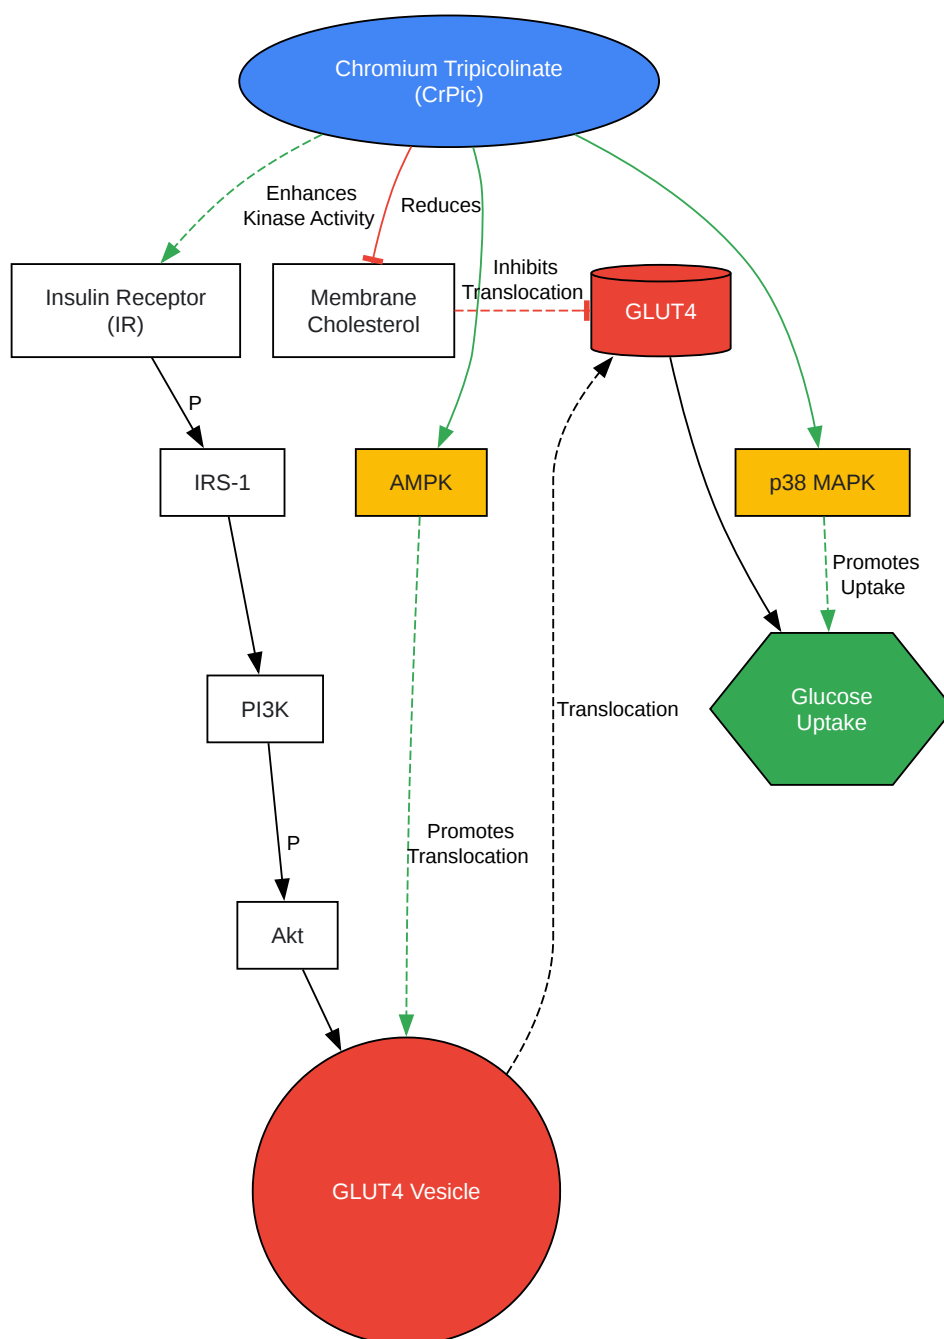 Chromium Tripicolinate
(CrPic)
Enhances
Kinase Activity
Reduces
Inhibits
Translocation
Insulin Receptor
(IR)
Membrane
Cholesterol
GLUT4
P
IRS-1
AMPK
p38 MAPK
Promotes
Uptake
PI3K
Translocation
Glucose
Uptake
P
Promotes
Translocation
Akt
GLUT4 Vesicle